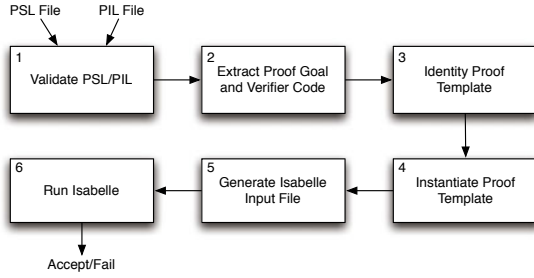 PSL File
PIL File
1
Validate PSL/PIL
2
Extract Proof Goal
and Verifier Code
3
Identity Proof
Template
4
Instantiate Proof
Template
5
Generate Isabelle
Input File
6
Run Isabelle
Accept/Fail